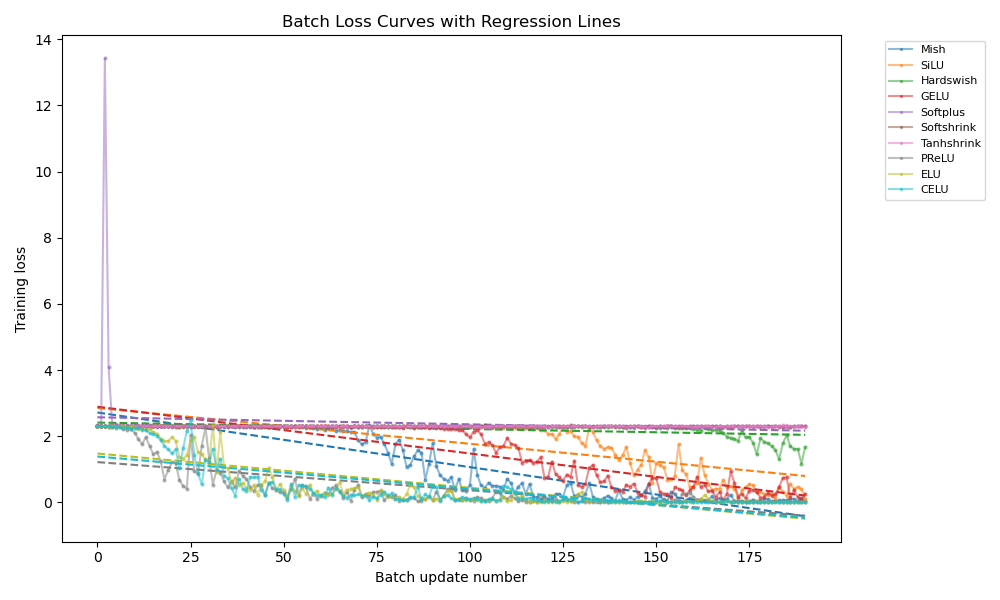 Batch Loss Curves with Regression Lines
Training loss
14
12
10
8
6
4
2
0
0 25 50 75 100 125 150 175
Batch update number
Mish
SiLU
Hardswish
GELU
Softplus
Softshrink
Tanhshrink
PReLU
ELU
CELU